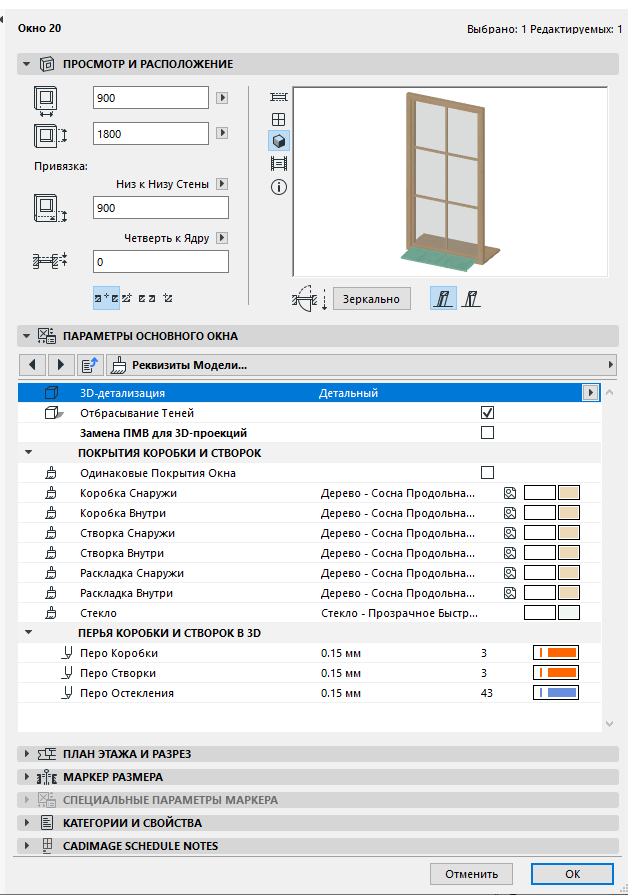 Окно 20
Выбрано: 1 Редактируемых: 1
ПРОСМОТР И РАСПОЛОЖЕНИЕ
900
1800
Привязка:
Низ к Низу Стены
900
Четверть к Ядру
0
Зеркально
ПАРАМЕТРЫ ОСНОВНОГО ОКНА
Реквизиты Модели...
3D-детализация Детальный
Отбрасывание Теней
Замена ПМВ для 3D-проекций
ПОКРЫТИЯ КОРОБКИ И СТВОРОК
Одинаковые Покрытия Окна
Коробка Снаружи Дерево - Сосна Продольна...
Коробка Внутри Дерево - Сосна Продольна...
Створка Снаружи Дерево - Сосна Продольна...
Створка Внутри Дерево - Сосна Продольна...
Раскладка Снаружи Дерево - Сосна Продольна...
Раскладка Внутри Дерево - Сосна Продольна...
Стекло Стекло - Прозрачное Быстр...
ПЕРЬЯ КОРОБКИ И СТВОРОК В 3D
Перо Коробки 0.15 мм 3
Перо Створки 0.15 мм 3
Перо Остекления 0.15 мм 43
ПЛАН ЭТАЖА И РАЗРЕЗ
МАРКЕР РАЗМЕРА
СПЕЦИАЛЬНЫЕ ПАРАМЕТРЫ МАРКЕРА
КАТЕГОРИИ И СВОЙСТВА
CADIMAGE SCHEDULE NOTES
Отменить OK